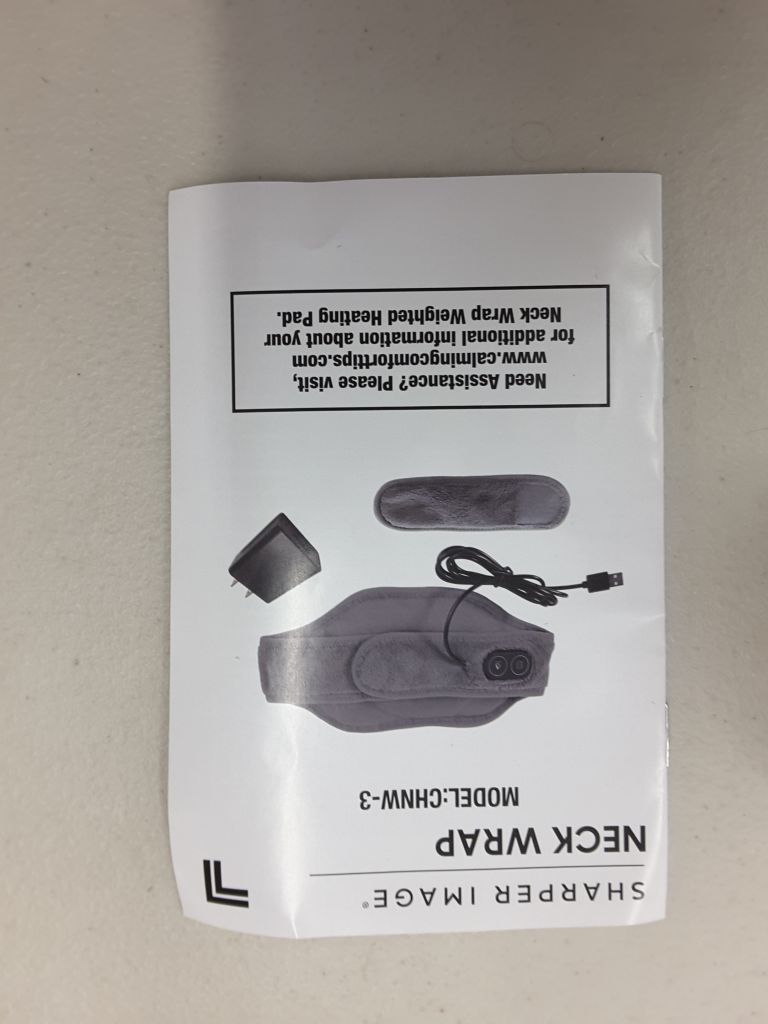 SHARPER IMAGE®
NECK WRAP
MODEL:CHNW-3
Need Assistance? Please visit,
www.calmingcomforttips.com
for additional information about your
Neck Wrap Weighted Heating Pad.